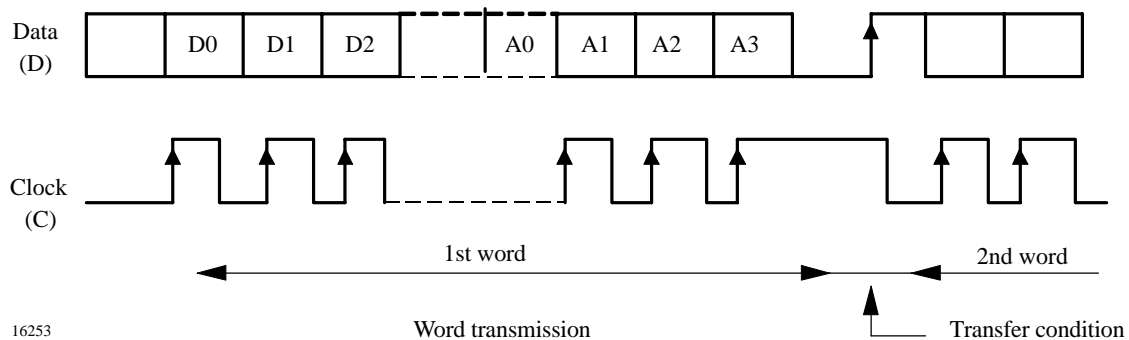 Data
(D)
D0 D1 D2 A0 A1 A2 A3
Clock
(C)
1st word 2nd word
16253 Word transmission Transfer condition